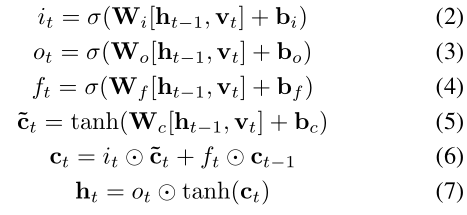 i_t = σ(W_i[h_{t−1}, v_t] + b_i) (2)
o_t = σ(W_o[h_{t−1}, v_t] + b_o) (3)
f_t = σ(W_f[h_{t−1}, v_t] + b_f) (4)
c̃_t = tanh(W_c[h_{t−1}, v_t] + b_c) (5)
c_t = i_t ⊙ c̃_t + f_t ⊙ c_{t−1} (6)
h_t = o_t ⊙ tanh(c_t) (7)